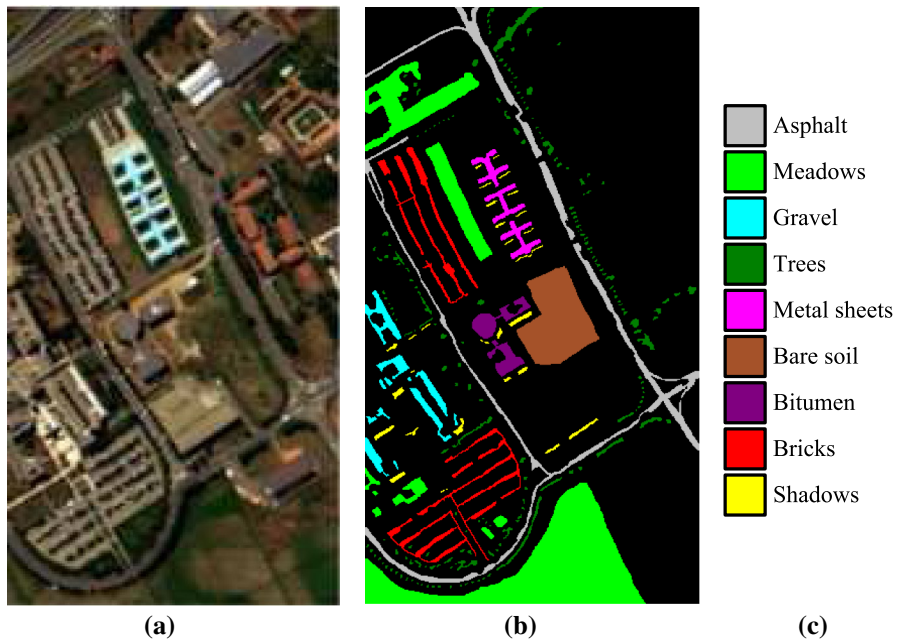 Asphalt
Meadows
Gravel
Trees
Metal sheets
Bare soil
Bitumen
Bricks
Shadows
(a) (b) (c)